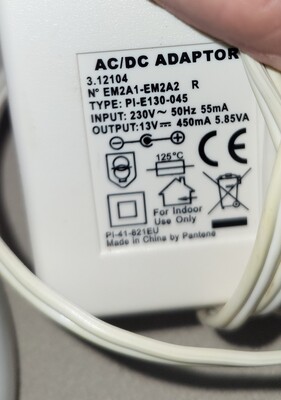 AC/DC ADAPTOR
3.12104
N° EM2A1-EM2A2 R
TYPE: PI-E130-045
INPUT: 230V~ 50Hz 55mA
OUTPUT:13V⎓ 450mA 5.85VA
125°C
CE
For Indoor
Use Only
PI-41-821EU
Made in China by Pantene